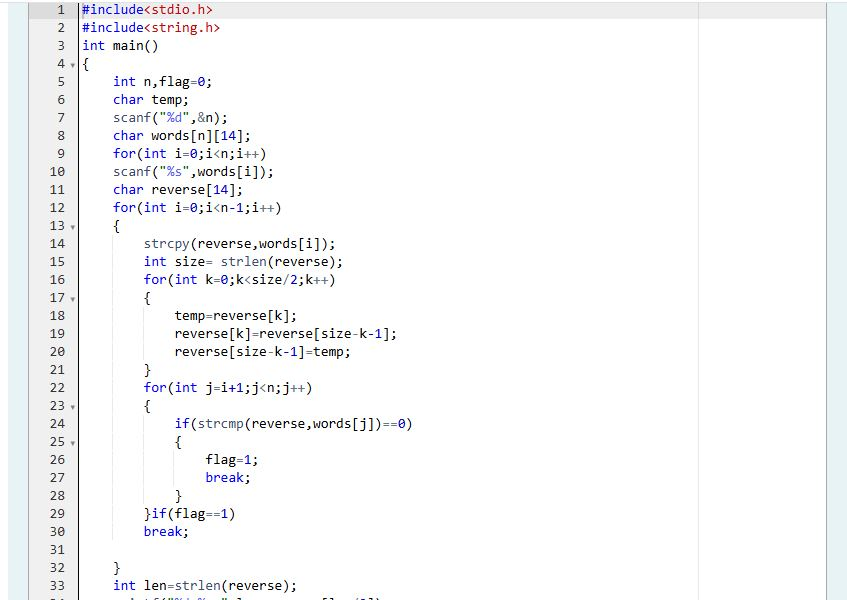 1 #include<stdio.h>
2 #include<string.h>
3 int main()
4 {
5 int n,flag=0;
6 char temp;
7 scanf("%d",&n);
8 char words[n][14];
9 for(int i=0;i<n;i++)
10 scanf("%s",words[i]);
11 char reverse[14];
12 for(int i=0;i<n-1;i++)
13 {
14 strcpy(reverse,words[i]);
15 int size= strlen(reverse);
16 for(int k=0;k<size/2;k++)
17 {
18 temp=reverse[k];
19 reverse[k]=reverse[size-k-1];
20 reverse[size-k-1]=temp;
21 }
22 for(int j=i+1;j<n;j++)
23 {
24 if(strcmp(reverse,words[j])==0)
25 {
26 flag=1;
27 break;
28 }
29 }if(flag==1)
30 break;
31
32 }
33 int len=strlen(reverse);